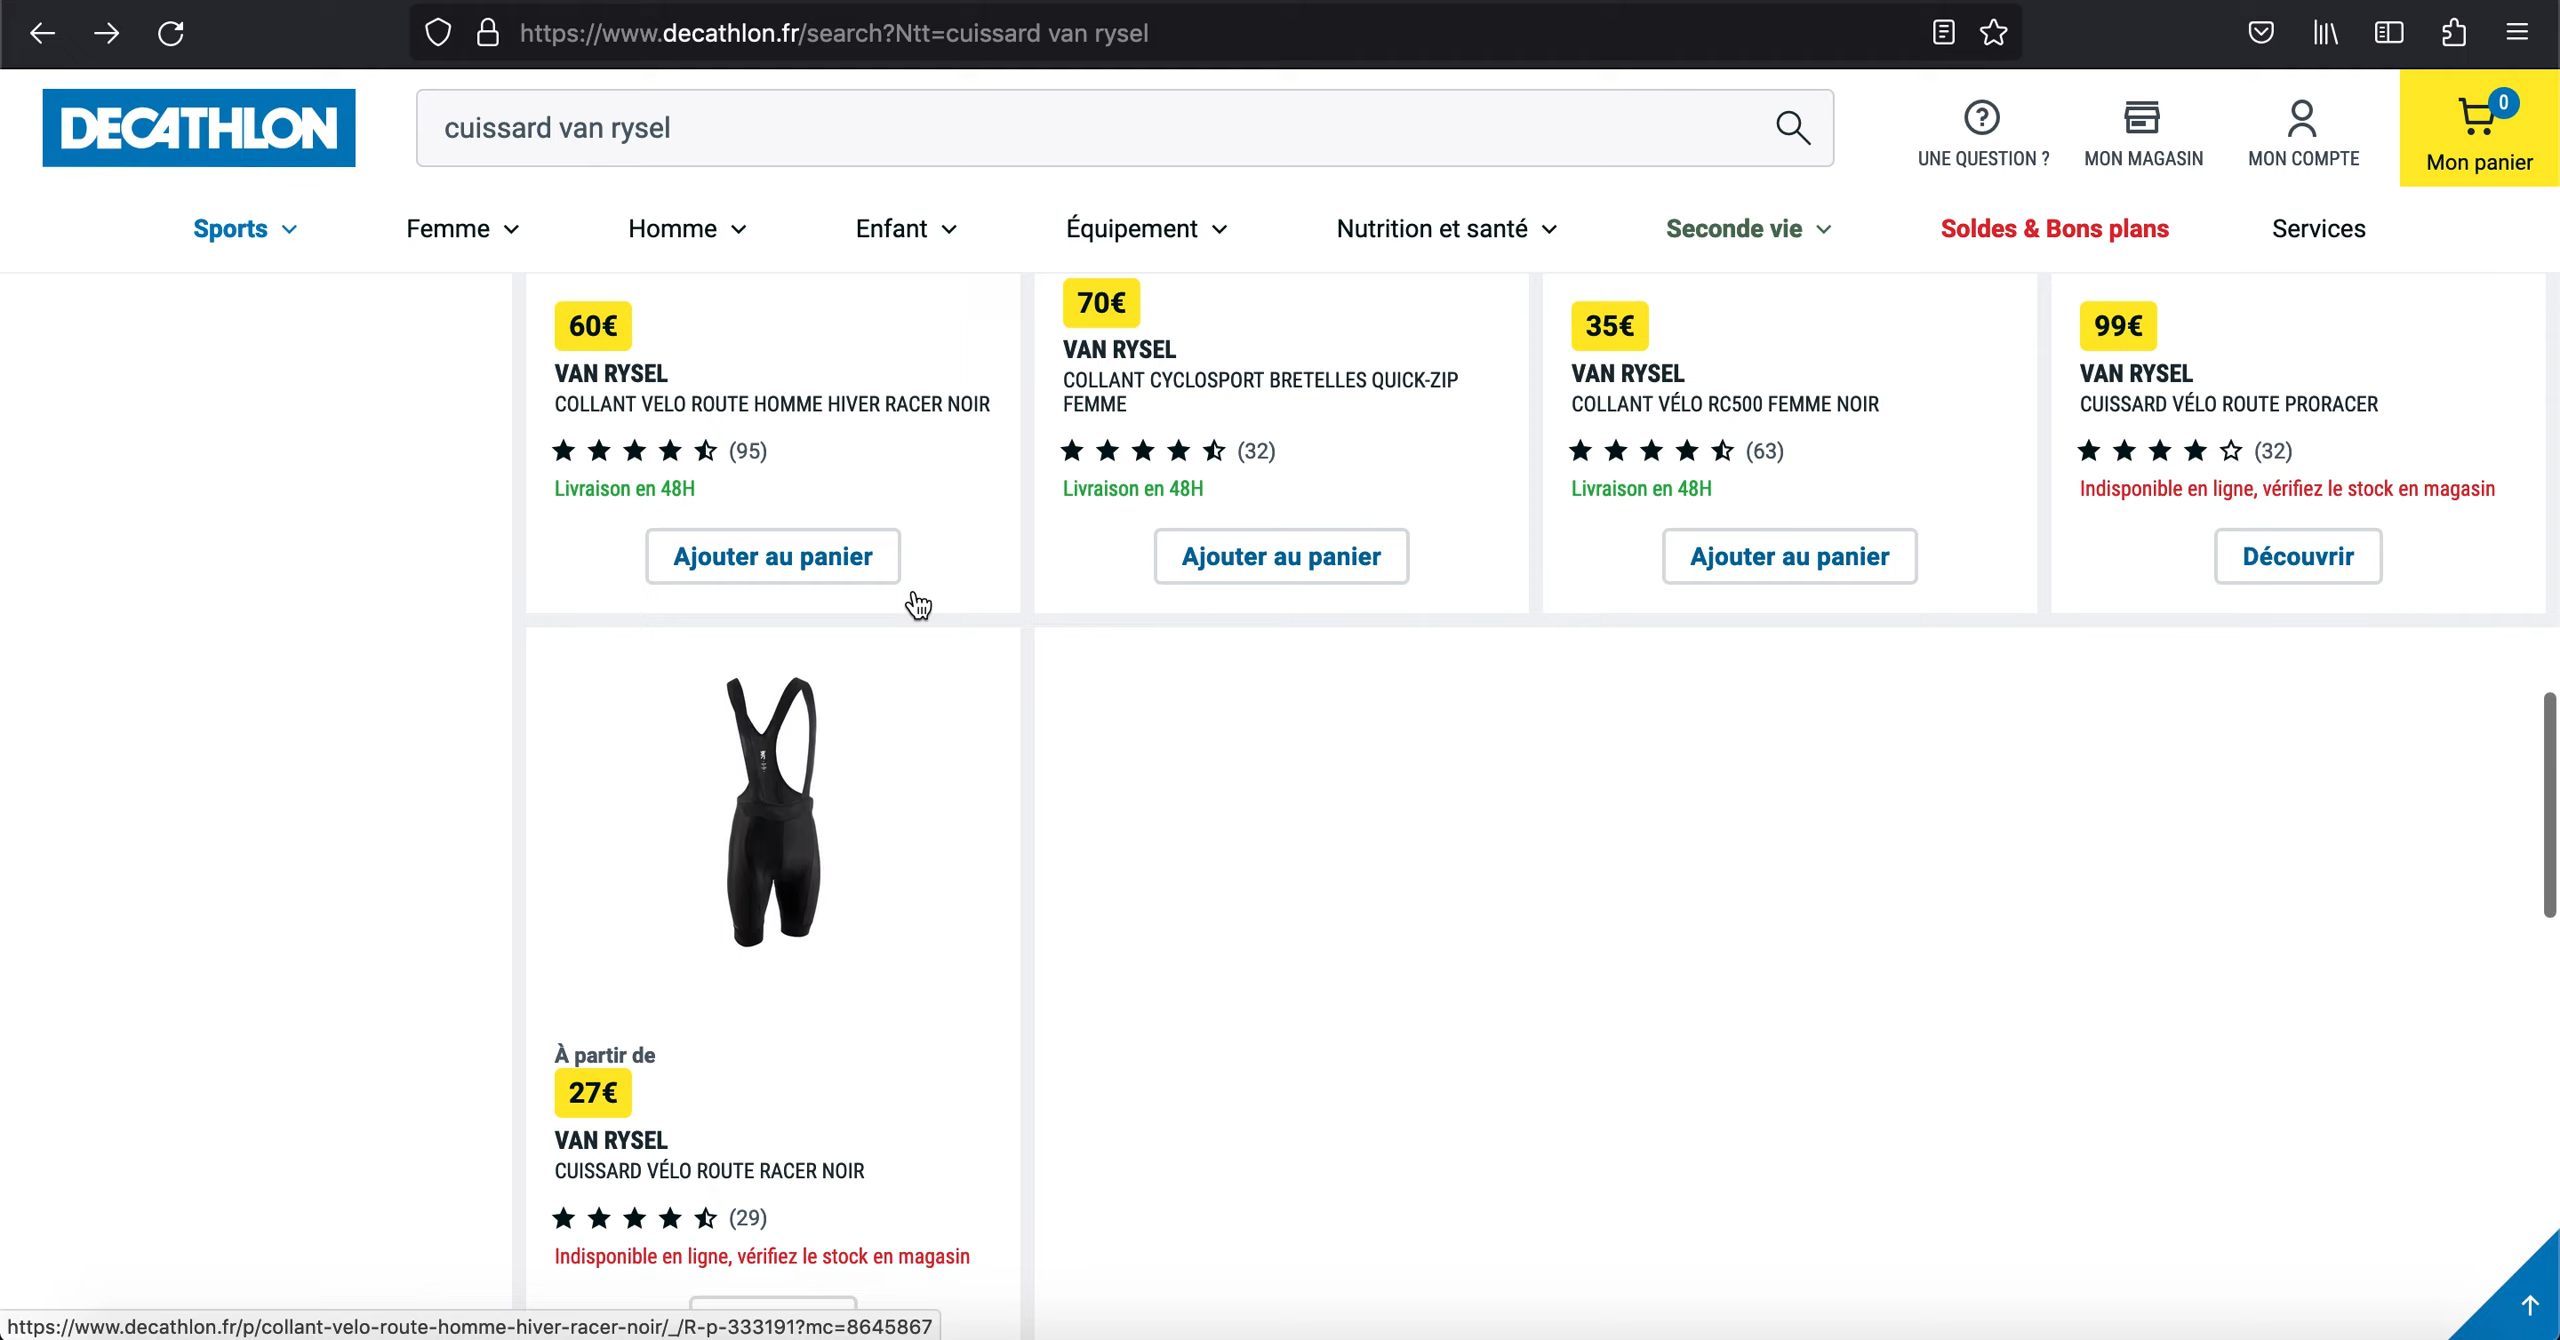 https://www.decathlon.fr/search?Ntt=cuissard van rysel
DECATHLON
cuissard van rysel
UNE QUESTION ?
MON MAGASIN
MON COMPTE
0
Mon panier
Sports
Femme
Homme
Enfant
Équipement
Nutrition et santé
Seconde vie
Soldes & Bons plans
Services
60€
VAN RYSEL
COLLANT VELO ROUTE HOMME HIVER RACER NOIR
(95)
Livraison en 48H
Ajouter au panier
70€
VAN RYSEL
COLLANT CYCLOSPORT BRETELLES QUICK-ZIP
FEMME
(32)
Livraison en 48H
Ajouter au panier
35€
VAN RYSEL
COLLANT VÉLO RC500 FEMME NOIR
(63)
Livraison en 48H
Ajouter au panier
99€
VAN RYSEL
CUISSARD VÉLO ROUTE PRORACER
(32)
Indisponible en ligne, vérifiez le stock en magasin
Découvrir
À partir de
27€
VAN RYSEL
CUISSARD VÉLO ROUTE RACER NOIR
(29)
Indisponible en ligne, vérifiez le stock en magasin
https://www.decathlon.fr/p/collant-velo-route-homme-hiver-racer-noir/_/R-p-333191?mc=8645867